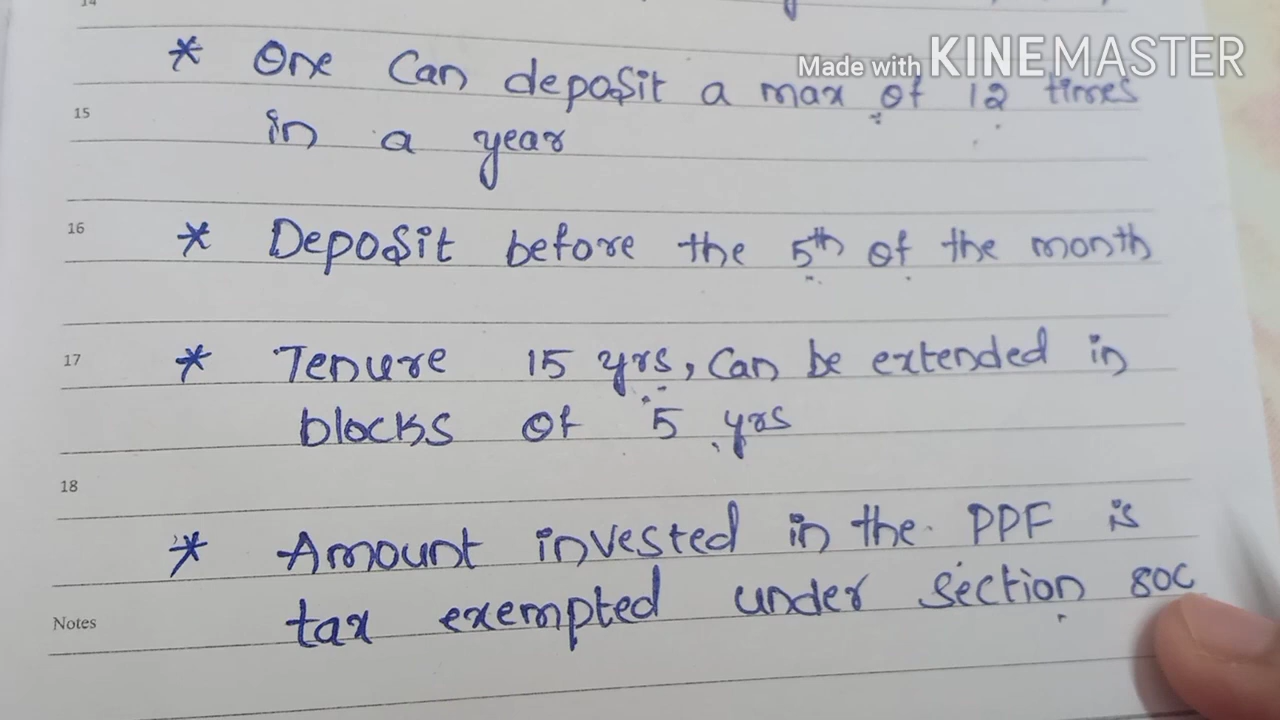 Made with KINEMASTER
14
* One Can deposit a max of 12 times
15
in a year
16
* Deposit before the 5th of the month
17
* Tenure 15 yrs, Can be extended in
blocks of 5 yrs
18
* Amount invested in the PPF is
tax exempted under section 80C
Notes